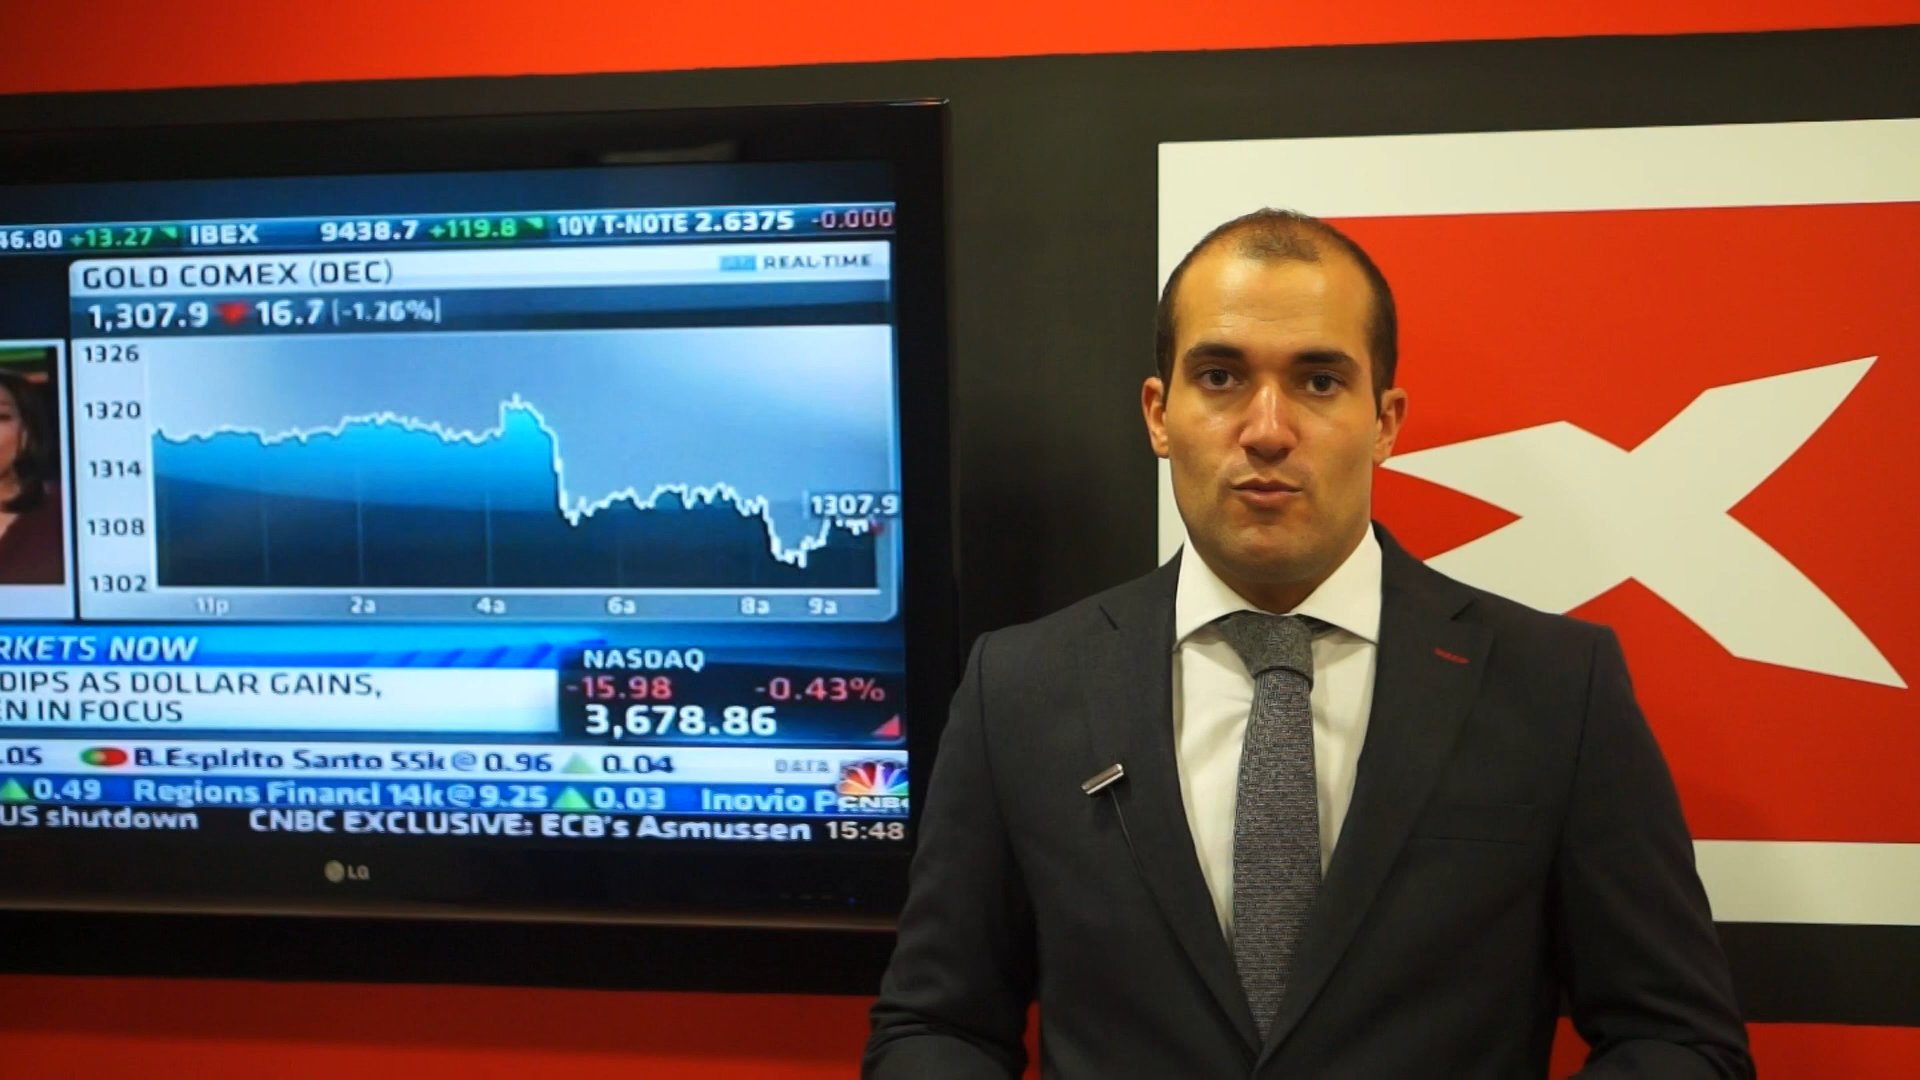 46.80 +13.27 IBEX 9438.7 +119.8 10Y T-NOTE 2.6375 -0.000
GOLD COMEX (DEC) REAL-TIME
1,307.9 16.7 [-1.26%]
1326
1320
1314
1308
1302
1307.9
11p 2a 4a 6a 8a 9a
RKETS NOW
DIPS AS DOLLAR GAINS,
EN IN FOCUS
NASDAQ
-15.98 -0.43%
3,678.86
.05 B.Espirito Santo 55k@0.96 0.04 DATA
0.49 Regions Financl 14k@9.25 0.03 Inovio P
CNBC
US shutdown CNBC EXCLUSIVE: ECB's Asmussen 15:48
LG